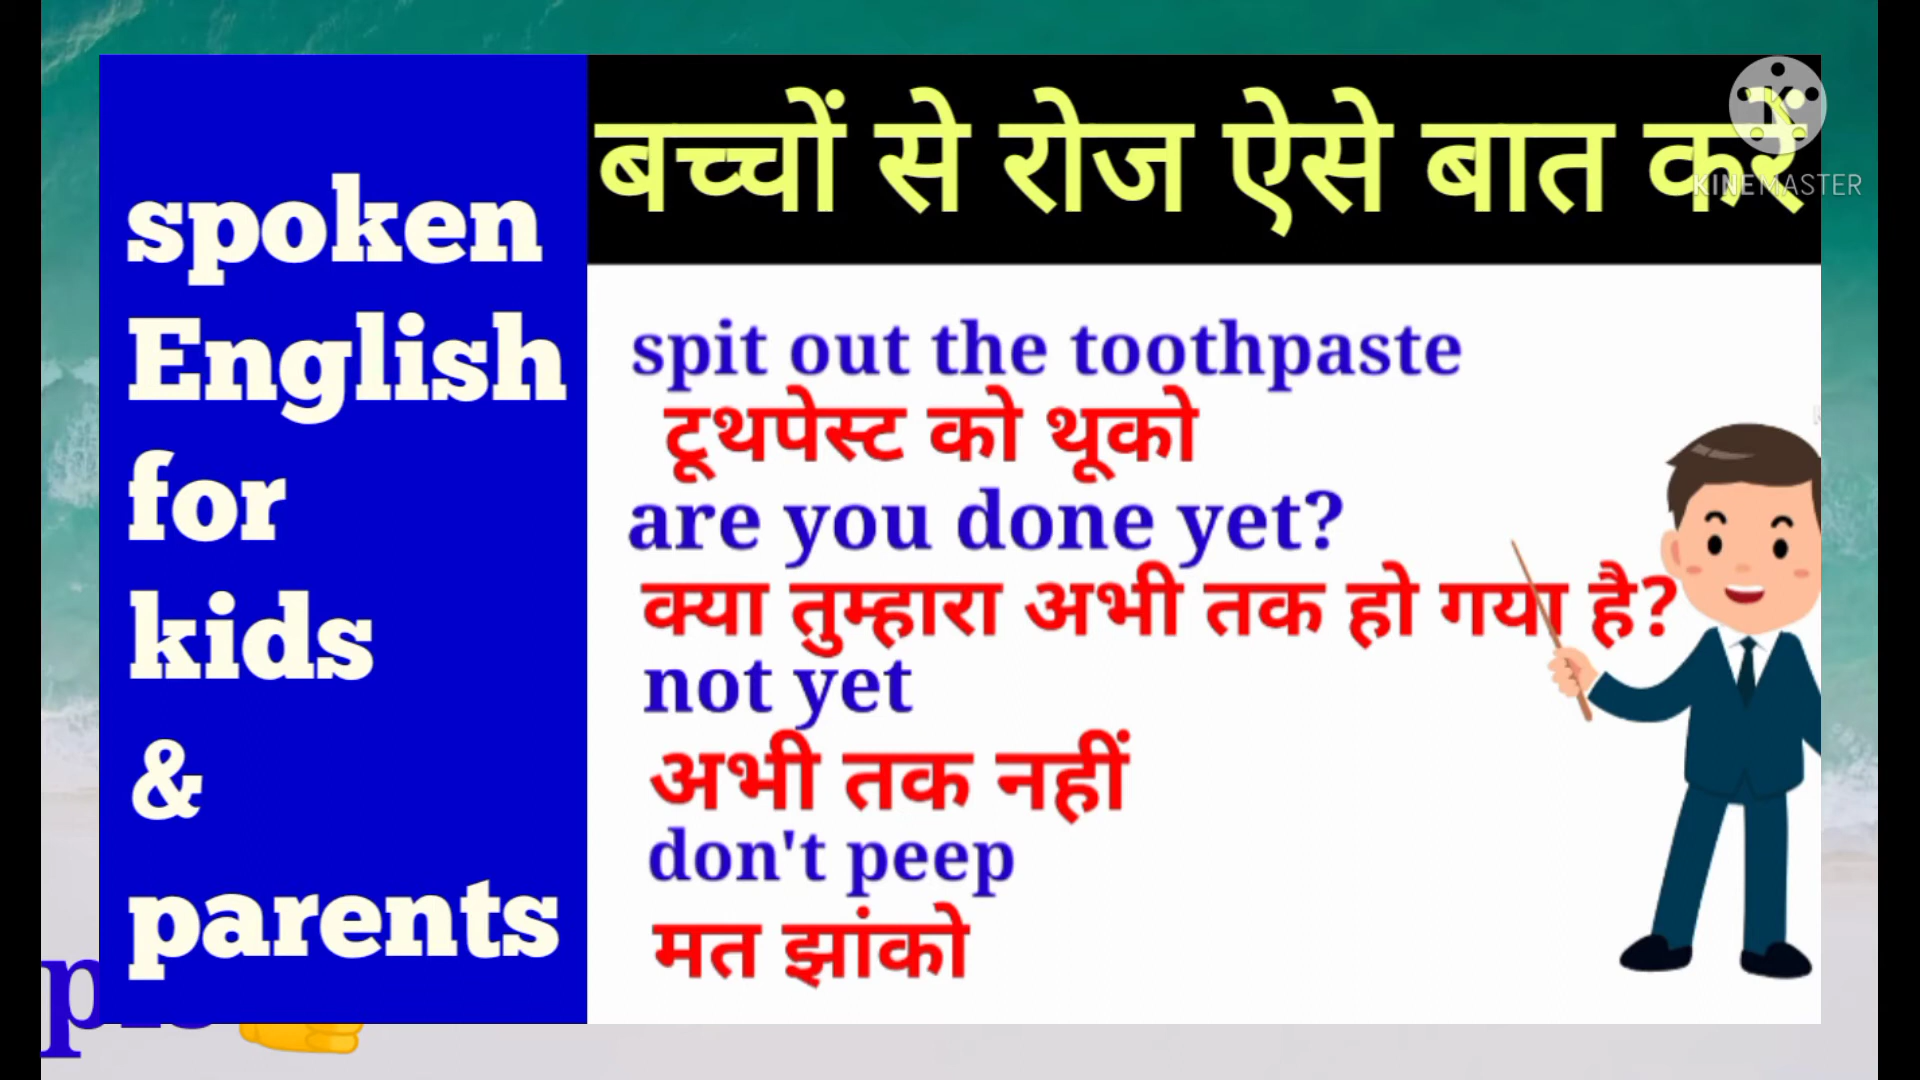 spoken
English
for
kids
&
parents
बच्चों से रोज ऐसे बात करे
KINEMASTER
spit out the toothpaste
टूथपेस्ट को थूको
are you done yet?
क्या तुम्हारा अभी तक हो गया है?
not yet
अभी तक नहीं
don't peep
मत झांको